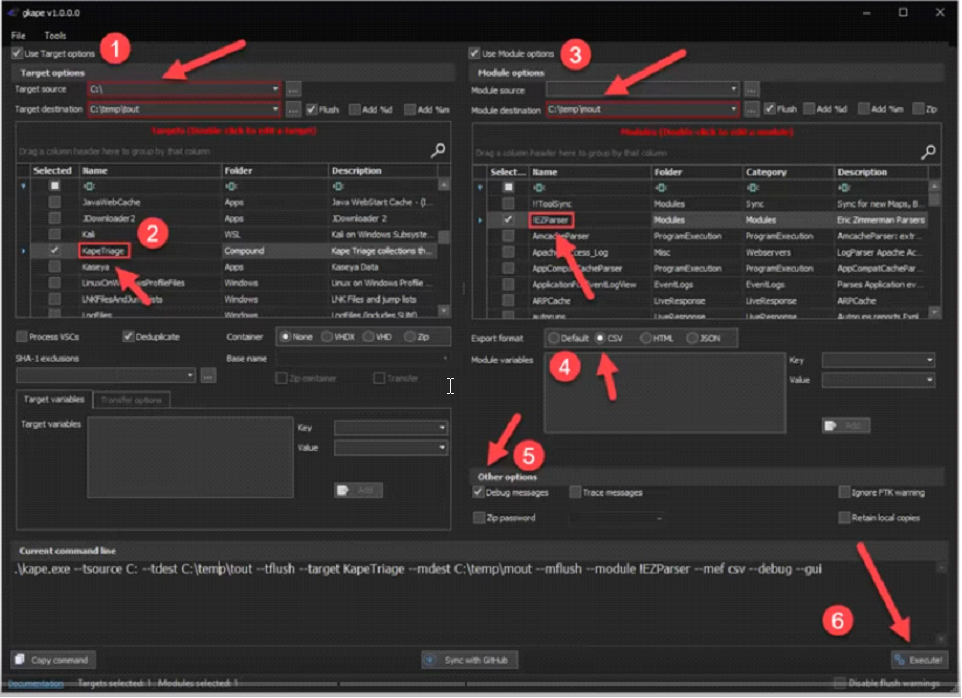 gkape v1.0.0.0
File Tools
Use Target options 1
Target options
Target source C:\
Target destination C:\temp\tout ... Flush Add %d Add %m
Targets (Double-click to edit a target)
Drag a column header here to group by that column
Selected Name Folder Description
JavaWebCache Apps Java WebStart Cache - (I...
JDownloader2 Apps JDownloader 2
Kali WSL Kali on Windows Subsyste...
KapeTriage Compound Kape Triage collections th...
2
Kaseya Apps Kaseya Data
LinuxOnWindowsProfileFiles Windows Linux on Windows Profile ...
LNKFilesAndJumpLists Windows LNK Files and jump lists
LogFiles Windows LogFiles (includes SUM)
Process VSCs Deduplicate Container None VHDX VHD Zip
SHA-1 exclusions Base name
... Zip container Transfer
Target variables Transfer options
Target variables Key
Value
Add
Use Module options 3
Module options
Module source ...
Module destination C:\temp\mout ... Flush Add %d Add %m Zip
Modules (Double-click to edit a module)
Drag a column header here to group by that column
Select... Name Folder Category Description
!!ToolSync Modules Sync Sync for new Maps, B...
!EZParser Modules Modules Eric Zimmerman Parsers
AmcacheParser ProgramExecution ProgramExecution AmcacheParser: extr...
Misc Webservers LogParser Apache Ac...
AppCompatCacheParser ProgramExecution ProgramExecution AppCompatCachePar...
EventLogs EventLogs Parses Application ev...
ARPCache LiveResponse LiveResponse ARPCache
autoruns LiveResponse LiveResponse Autoruns reports Expl
Export format Default CSV HTML JSON
4
Module variables Key
Value
Add
5
Other options
Debug messages Trace messages Ignore FTK warning
Zip password Retain local copies
Current command line
.\kape.exe --tsource C: --tdest C:\temp\tout --tflush --target KapeTriage --mdest C:\temp\mout --mflush --module !EZParser --mef csv --debug --gui
6
Copy command Sync with GitHub Execute!
Documentation Targets selected: 1 Modules selected: 1 Disable flush warnings